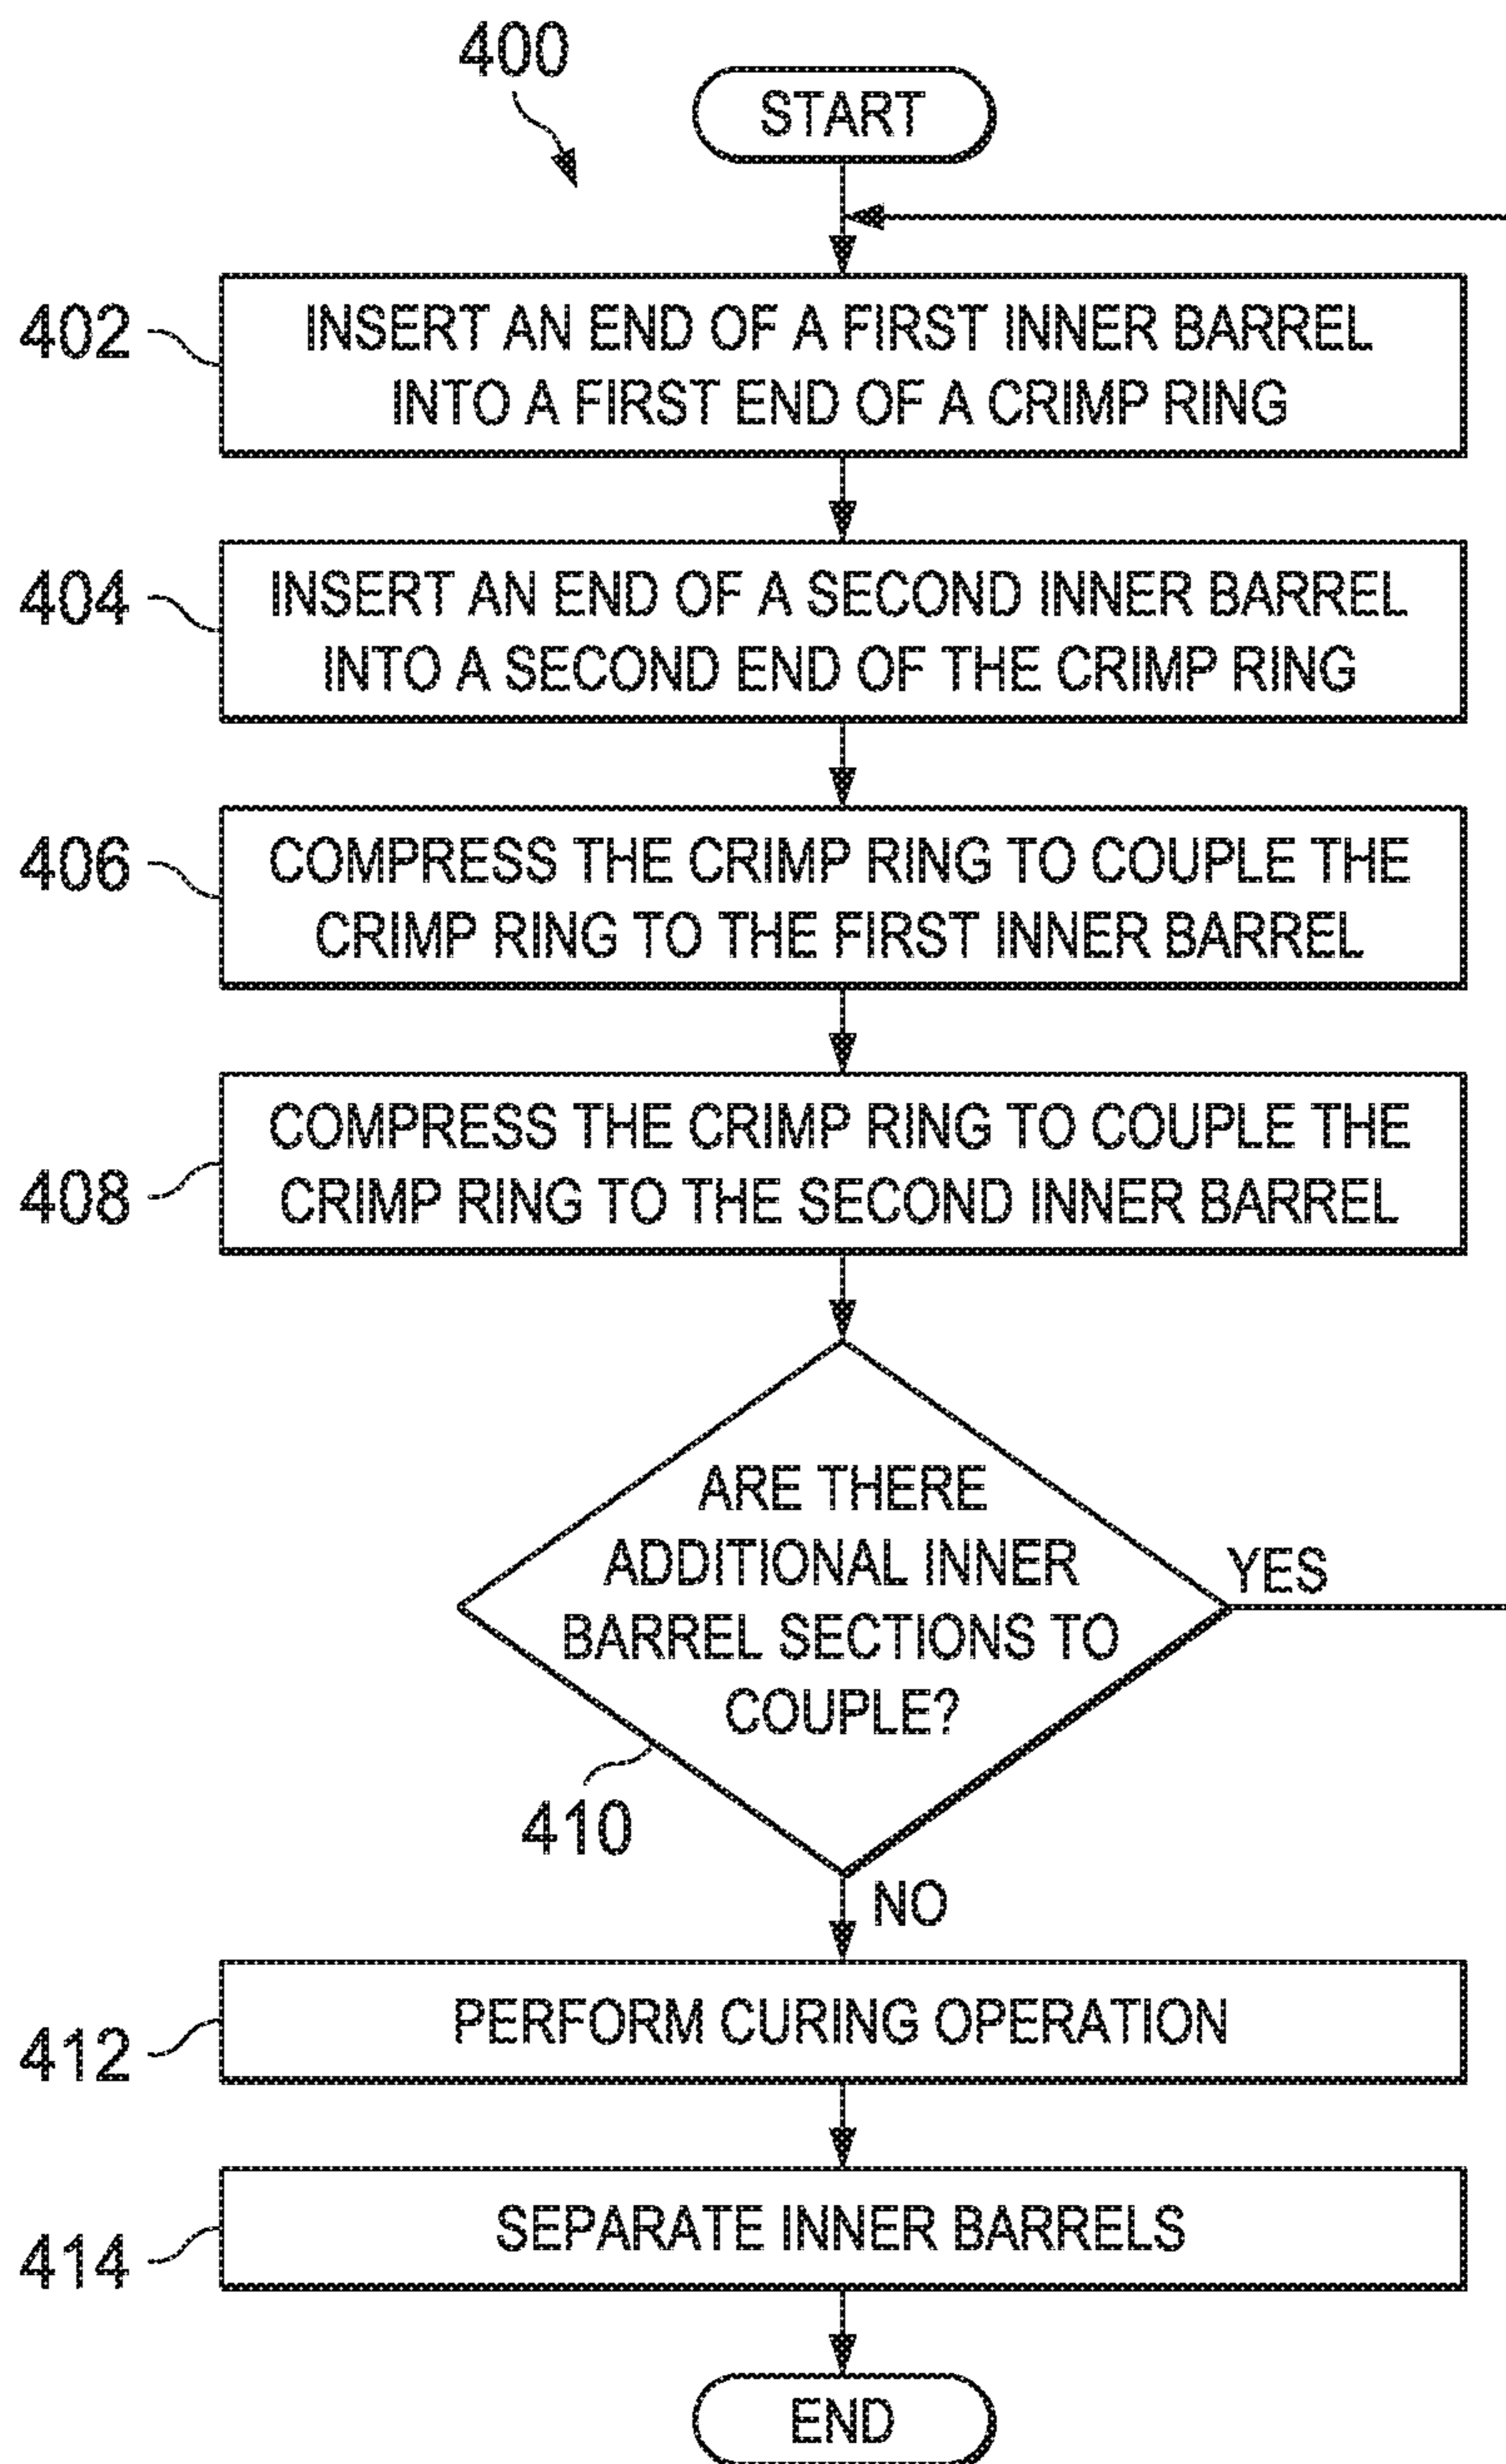 400
START
402
INSERT AN END OF A FIRST INNER BARREL
INTO A FIRST END OF A CRIMP RING
404
INSERT AN END OF A SECOND INNER BARREL
INTO A SECOND END OF THE CRIMP RING
406
COMPRESS THE CRIMP RING TO COUPLE THE
CRIMP RING TO THE FIRST INNER BARREL
408
COMPRESS THE CRIMP RING TO COUPLE THE
CRIMP RING TO THE SECOND INNER BARREL
ARE THERE
ADDITIONAL INNER
BARREL SECTIONS TO
COUPLE?
YES
410
NO
412
PERFORM CURING OPERATION
414
SEPARATE INNER BARRELS
END